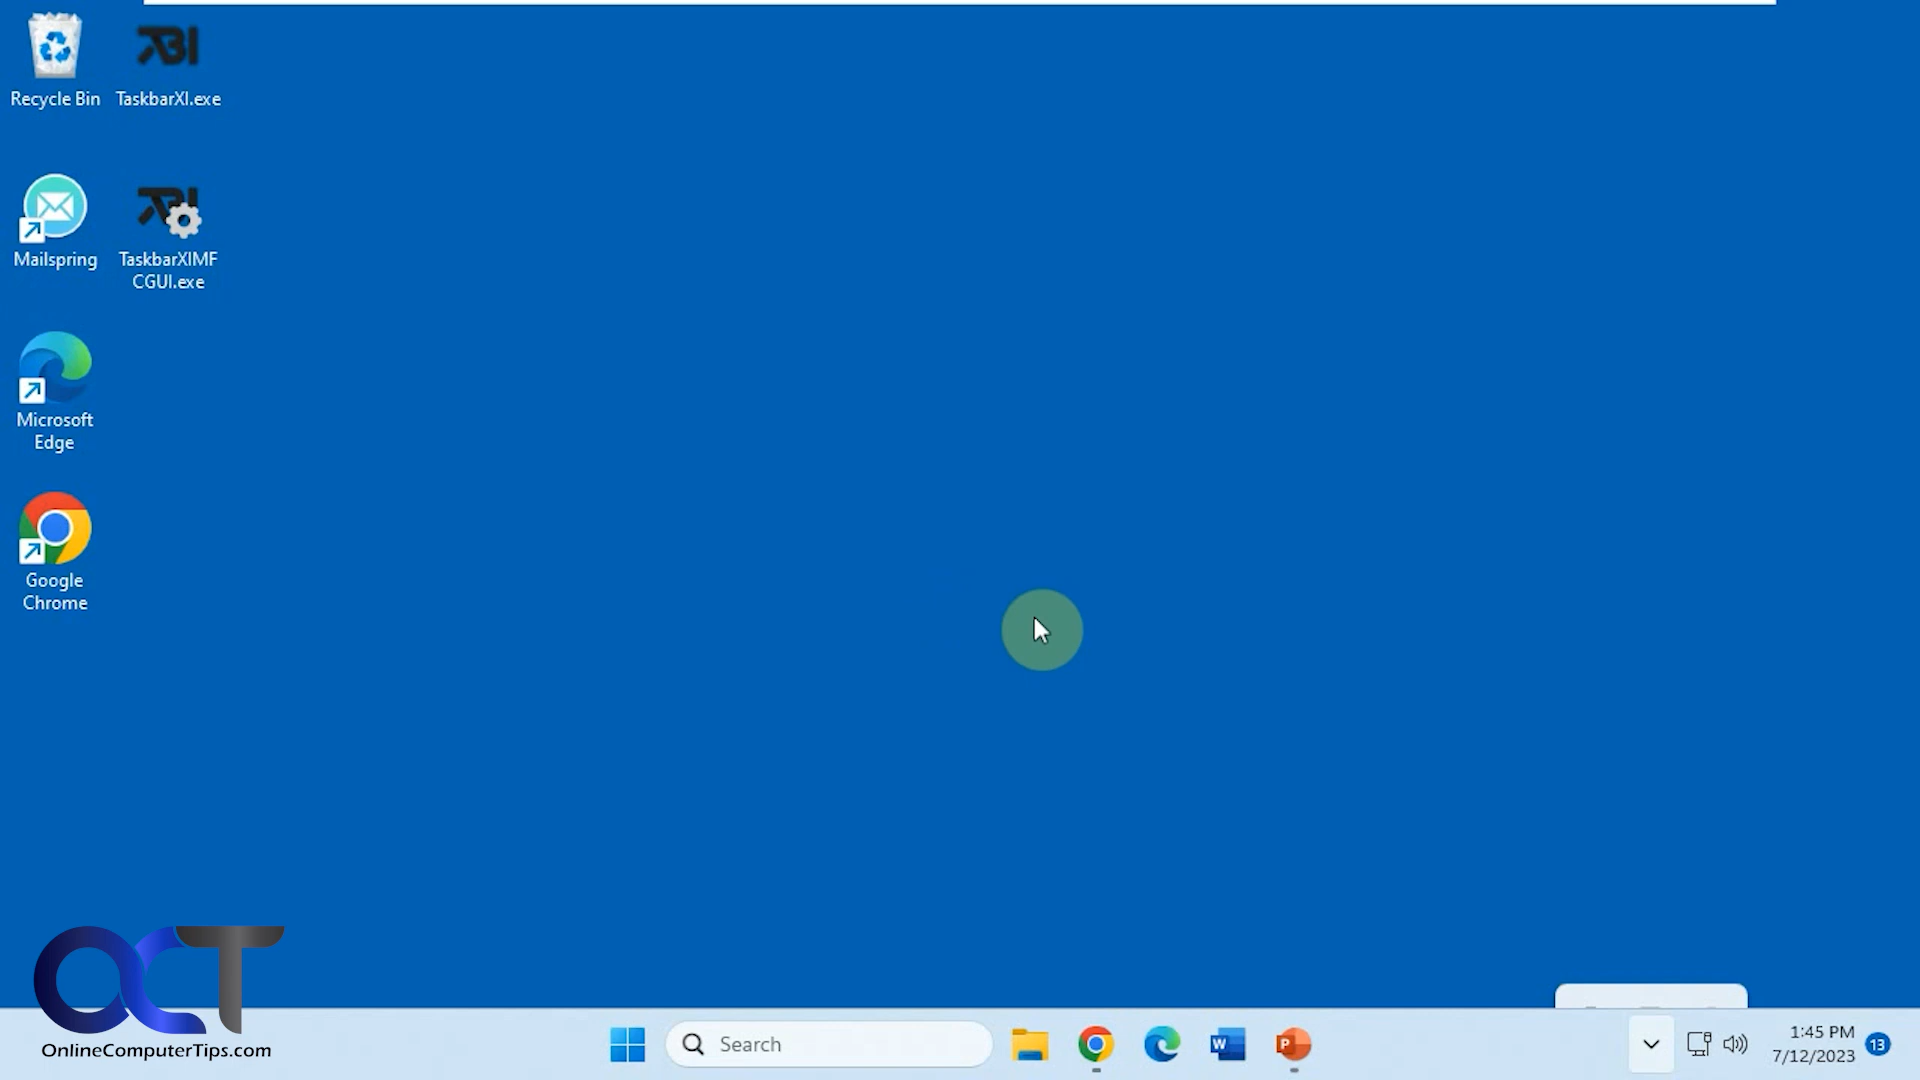 Recycle Bin
TaskbarXI.exe
Mailspring
TaskbarXIMF
CGUI.exe
Microsoft
Edge
Google
Chrome
OCT
OnlineComputerTips.com
Search
W
P
1:45 PM
7/12/2023
13